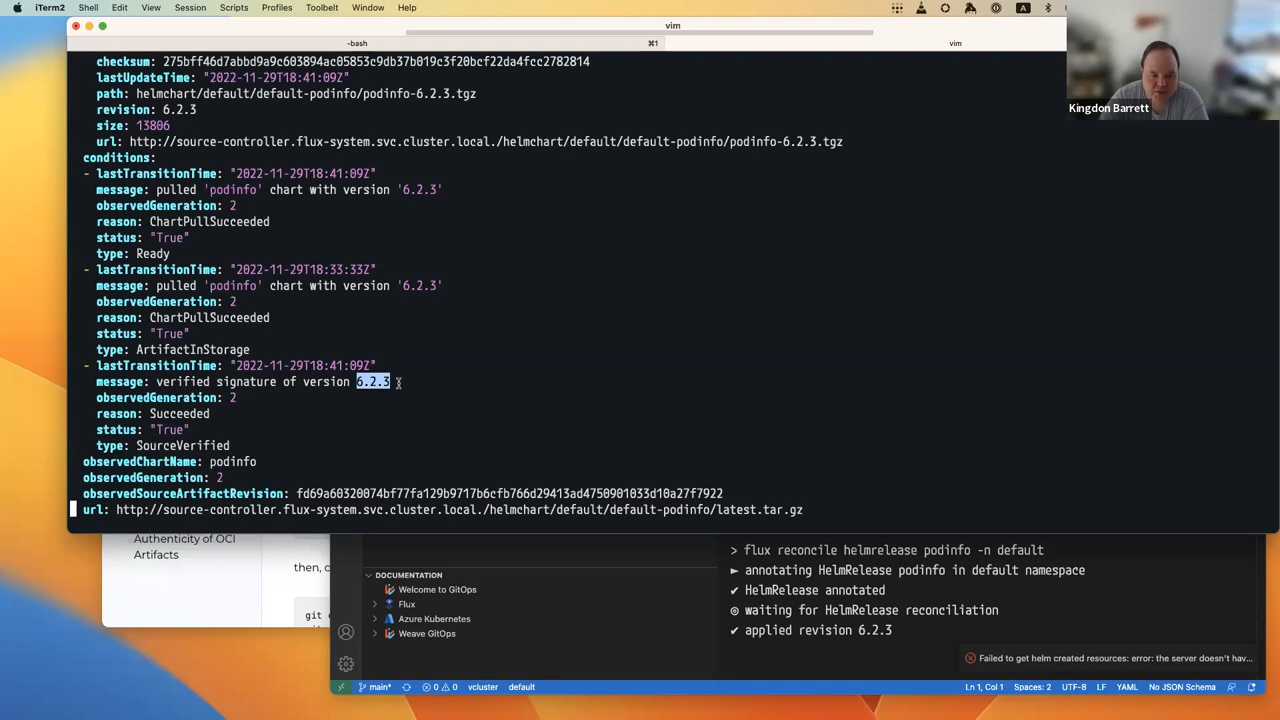 iTerm2 Shell Edit View Session Scripts Profiles Toolbelt Window Help A
vim
-bash ⌘1 vim
checksum: 275bff46d7abbd9a9c603894ac05853c9db37b019c3f20bcf22da4fcc2782814
lastUpdateTime: "2022-11-29T18:41:09Z"
path: helmchart/default/default-podinfo/podinfo-6.2.3.tgz
revision: 6.2.3
size: 13806
url: http://source-controller.flux-system.svc.cluster.local./helmchart/default/default-podinfo/podinfo-6.2.3.tgz
conditions:
- lastTransitionTime: "2022-11-29T18:41:09Z"
message: pulled 'podinfo' chart with version '6.2.3'
observedGeneration: 2
reason: ChartPullSucceeded
status: "True"
type: Ready
- lastTransitionTime: "2022-11-29T18:33:33Z"
message: pulled 'podinfo' chart with version '6.2.3'
observedGeneration: 2
reason: ChartPullSucceeded
status: "True"
type: ArtifactInStorage
- lastTransitionTime: "2022-11-29T18:41:09Z"
message: verified signature of version 6.2.3
observedGeneration: 2
reason: Succeeded
status: "True"
type: SourceVerified
observedChartName: podinfo
observedGeneration: 2
observedSourceArtifactRevision: fd69a60320074bf77fa129b9717b6cfb766d29413ad4750901033d10a27f7922
url: http://source-controller.flux-system.svc.cluster.local./helmchart/default/default-podinfo/latest.tar.gz
Kingdon Barrett
Authenticity of OCI
Artifacts
then, c
git
DOCUMENTATION
Welcome to GitOps
Flux
Azure Kubernetes
Weave GitOps
> flux reconcile helmrelease podinfo -n default
► annotating HelmRelease podinfo in default namespace
✔ HelmRelease annotated
◎ waiting for HelmRelease reconciliation
✔ applied revision 6.2.3
Failed to get helm created resources: error: the server doesn't hav...
main* 0 0 vcluster default Ln 1, Col 1 Spaces: 2 UTF-8 LF YAML No JSON Schema